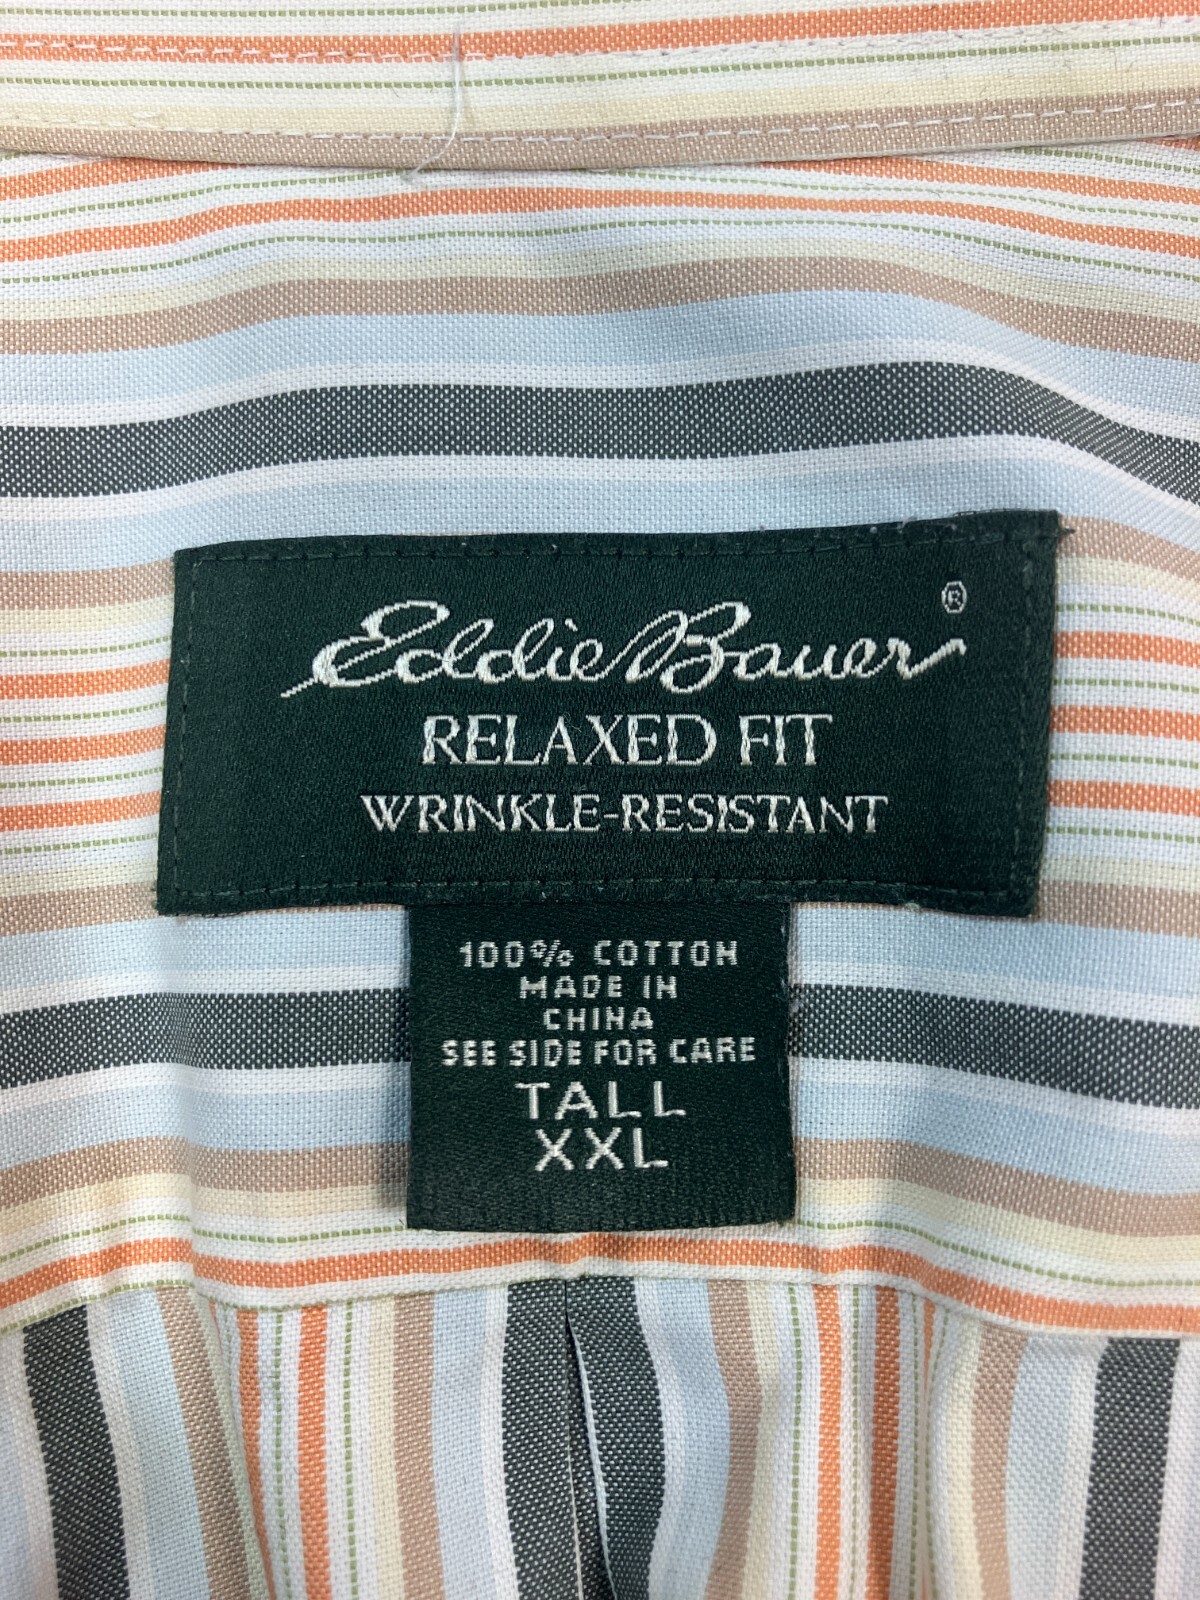 Eddie Bauer ®
RELAXED FIT
WRINKLE-RESISTANT
100% COTTON
MADE IN
CHINA
SEE SIDE FOR CARE
TALL
XXL